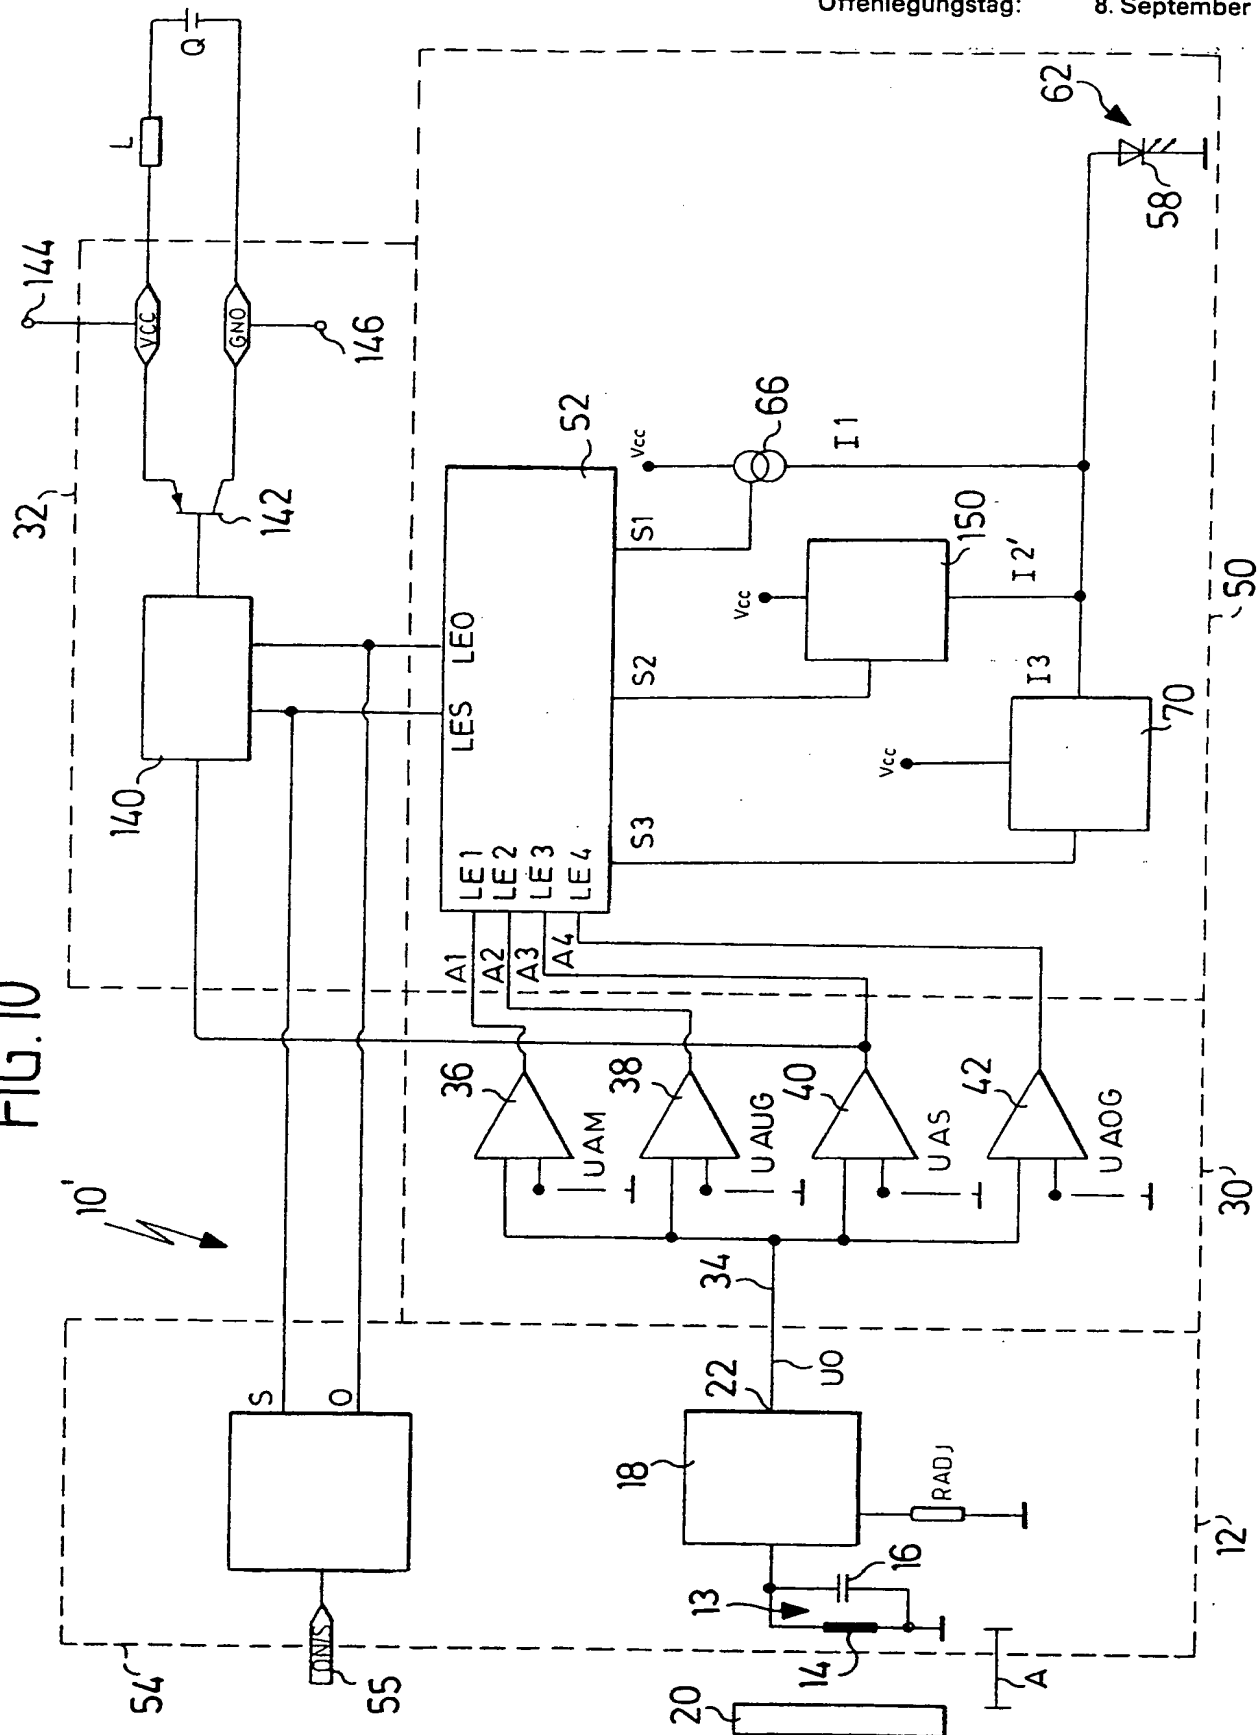 Offenlegungstag: 8. September
FIG.10
10'
32
144
VCC
L
Q
GND
146
142
140
54
55
S
O
LES
LEO
52
LE1
LE2
LE3
LE4
A1
A2
A3
A4
S1
S2
S3
Vcc
66
I1
Vcc
150
I2'
Vcc
70
I3
62
58
50
36
UAM
38
UAUG
40
UAS
42
UAOG
30'
34
UO
22
18
RADJ
16
13
14
20
A
12'